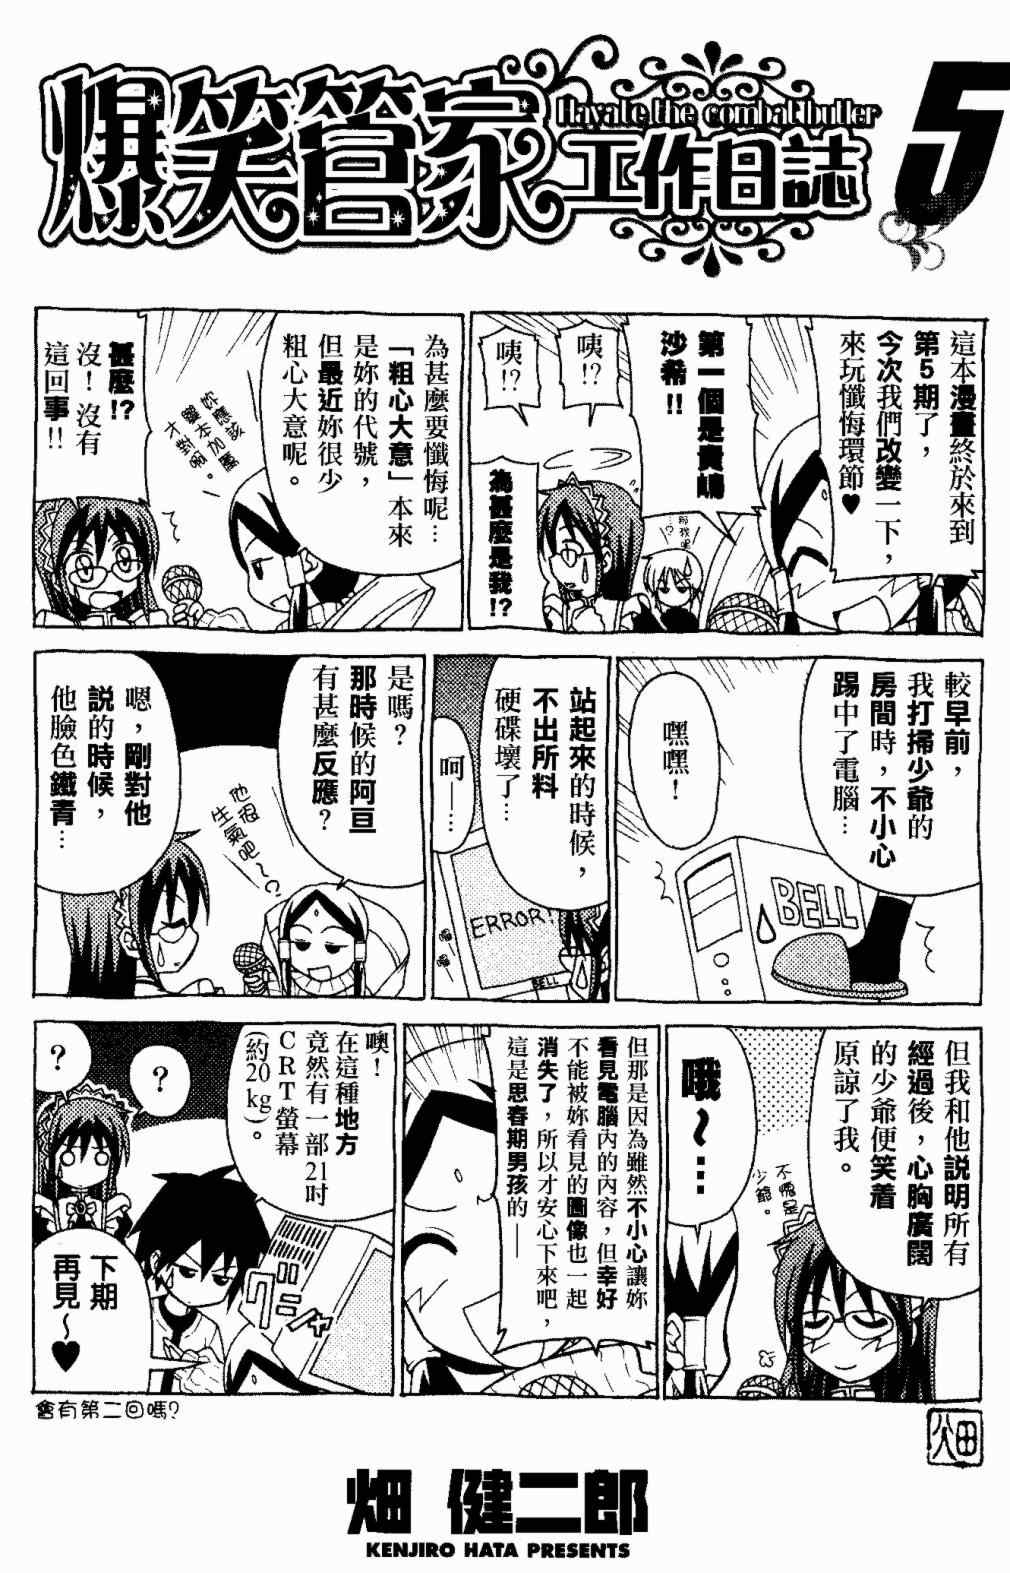 爆笑管家
Hayate the combat butler
工作日誌
5
這本漫畫終於來到
第5期了，
今次我們改變一下，
來玩懺悔環節♥
第一個是貴嶋
沙希!!
咦!?
咦!?
為甚麼是我!?
為甚麼要懺悔呢…
「粗心大意」本來
是妳的代號，
但最近妳很少
粗心大意呢。
妳應該
變本加厲
才對啊。
甚麼!?
沒！沒有
這回事!!
較早前，
我打掃少爺的
房間時，不小心
踢中了電腦…
嘿嘿！
BELL
站起來的時候，
不出所料
硬碟壞了…
呵──…
ERROR!
BELL
嗡
嗡
是嗎？
那時候的阿亘
有甚麼反應？
他很
生氣吧～?
嗯，剛對他
說的時候，
他臉色鐵青…
但我和他說明所有
經過後，心胸廣闊
的少爺便笑着
原諒了我。
不愧是
少爺。
哦～…
但那是因為雖然不小心讓妳
看見電腦內的內容，但幸好
不能被妳看見的圖像也一起
消失了，所以才安心下來吧，
這是思春期男孩的──
噢！
在這種地方
竟然有一部21吋
CRT螢幕
(約20kg)。
グニャ
？
？
下期
再見～♥
會有第二回嗎?
畑
畑 健二郎
KENJIRO HATA PRESENTS